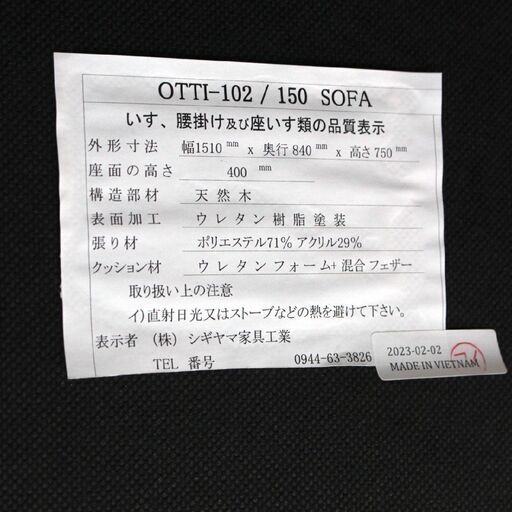 OTTI-102 / 150 SOFA
いす、腰掛け及び座いす類の品質表示
外形寸法 幅1510 mm x 奥行840 mm x 高さ750 mm
座面の高さ 400 mm
構造部材 天然木
表面加工 ウレタン樹脂塗装
張り材 ポリエステル71% アクリル29%
クッション材 ウレタンフォーム+混合フェザー
取り扱い上の注意
イ)直射日光又はストーブなどの熱を避けて下さい。
表示者 (株) シギヤマ家具工業
TEL 番号 0944-63-3826
2023-02-02
MADE IN VIETNAM